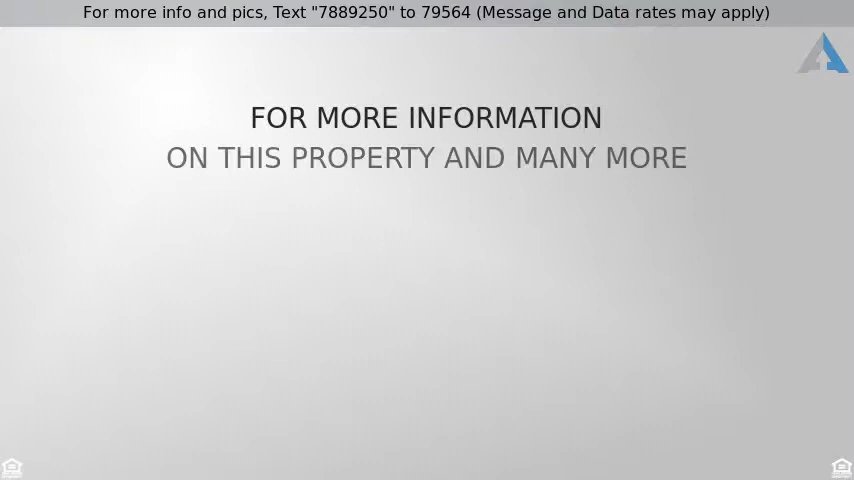 For more info and pics, Text "7889250" to 79564 (Message and Data rates may apply)
FOR MORE INFORMATION
ON THIS PROPERTY AND MANY MORE